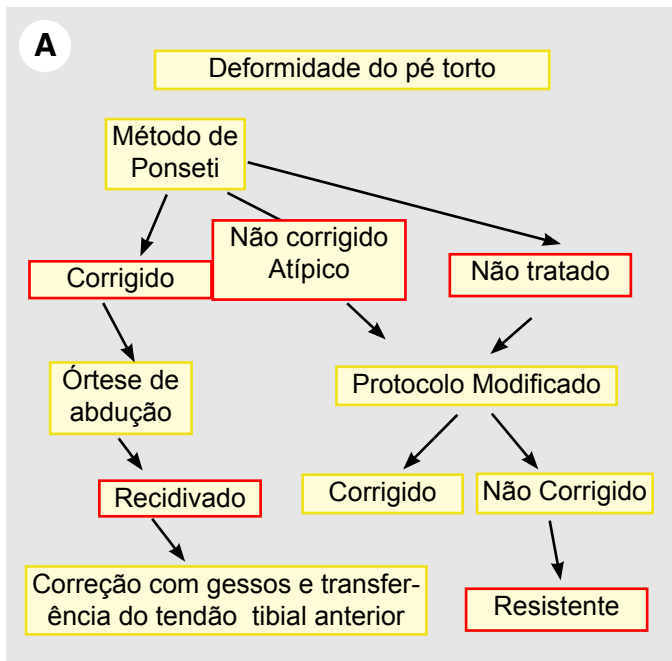 A
Deformidade do pé torto
Método de
Ponseti
Não corrigido
Atípico
Corrigido
Não tratado
Órtese de
abdução
Protocolo Modificado
Recidivado
Corrigido
Não Corrigido
Correção com gessos e transfer-
ência do tendão tibial anterior
Resistente